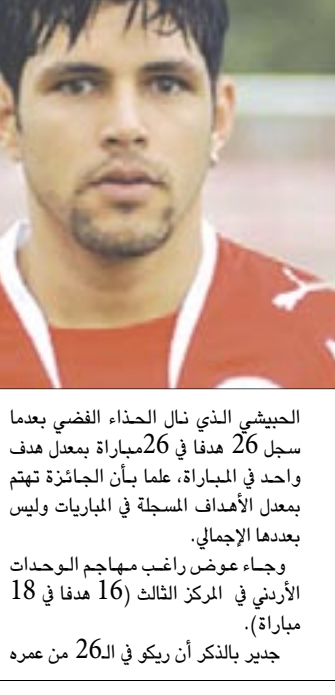 الحبيشي الذي نال الحذاء الفضي بعدما
سجل 26 هدفا في 26مباراة بمعدل هدف
واحد في المباراة، علما بأن الجائزة تهتم
بمعدل الأهداف المسجلة في المباريات وليس
بعددها الإجمالي.
وجاء عوض راغب مهاجم الوحدات
الأردني في المركز الثالث (16 هدفا في 18
مباراة).
جدير بالذكر أن ريكو في الـ26 من عمره